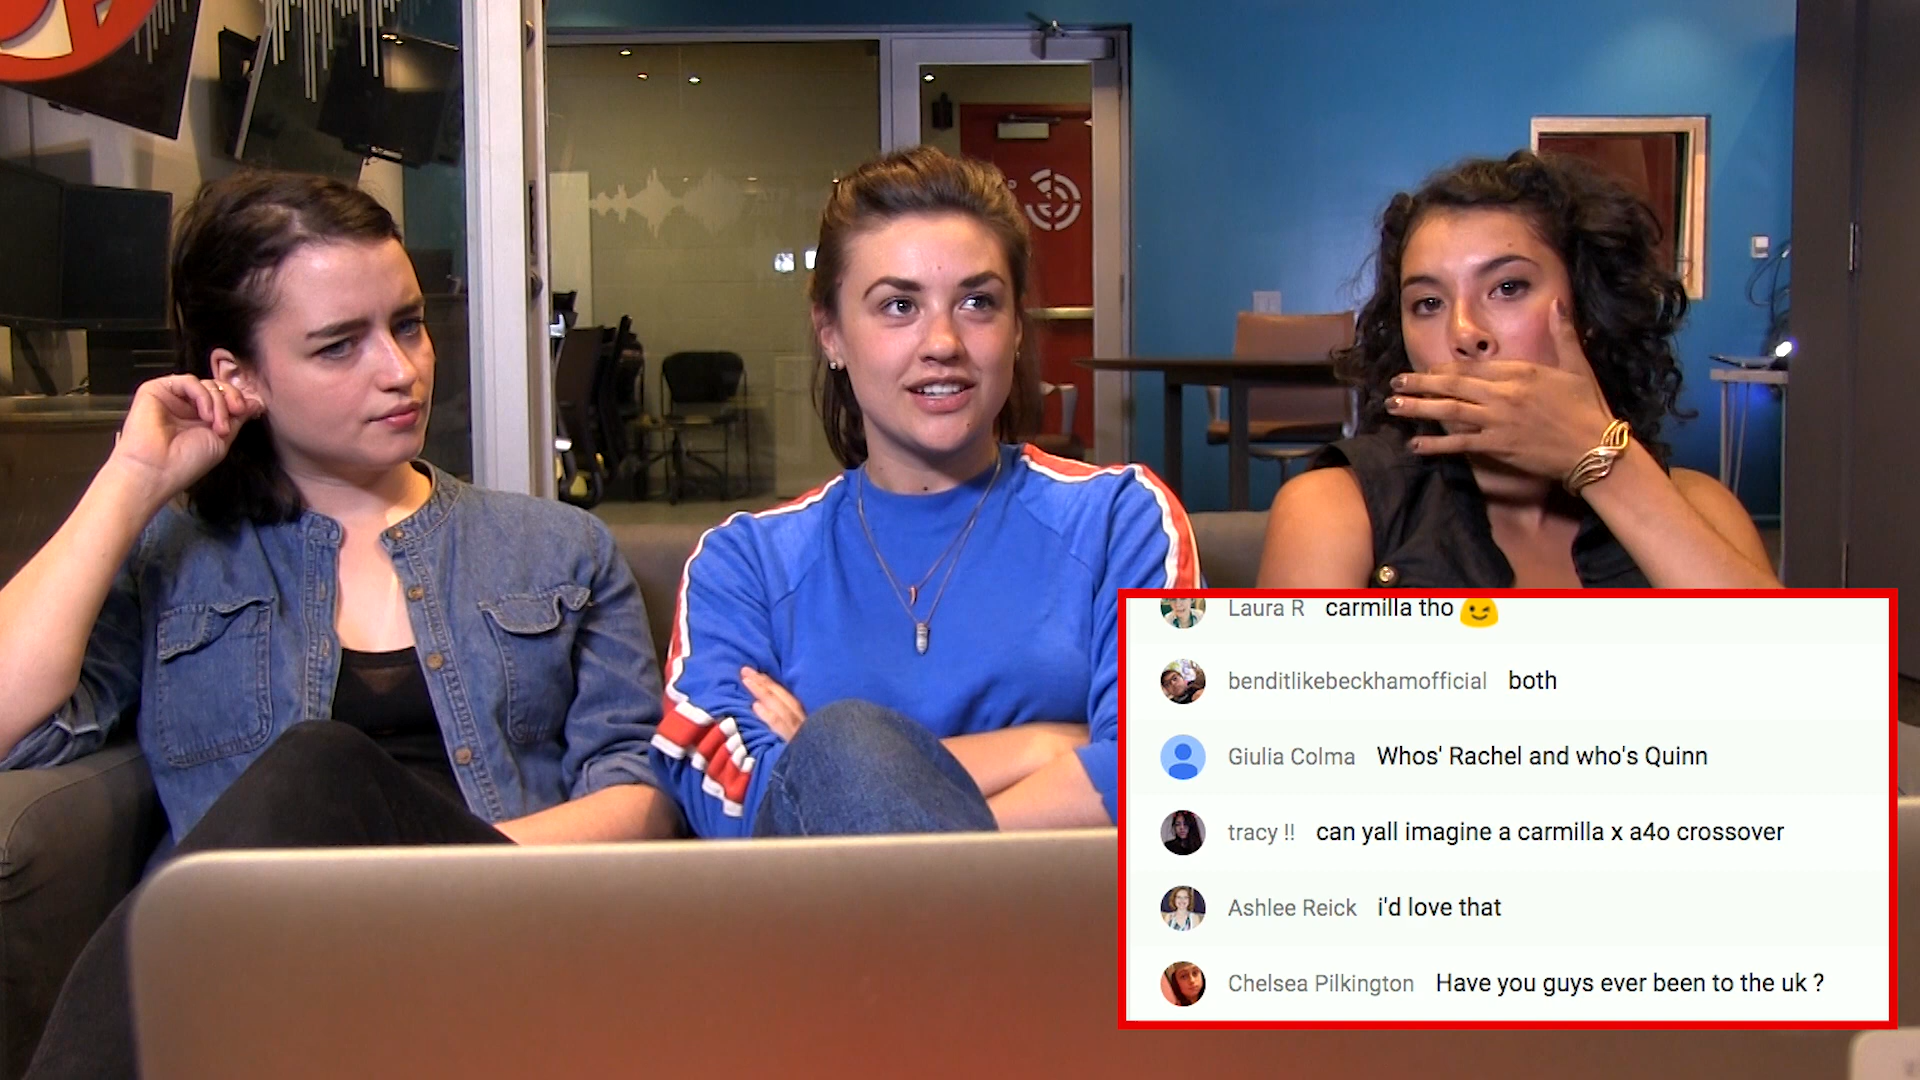 Laura R carmilla tho 😉
benditlikebeckhamofficial both
Giulia Colma Whos' Rachel and who's Quinn
tracy !! can yall imagine a carmilla x a4o crossover
Ashlee Reick i'd love that
Chelsea Pilkington Have you guys ever been to the uk ?